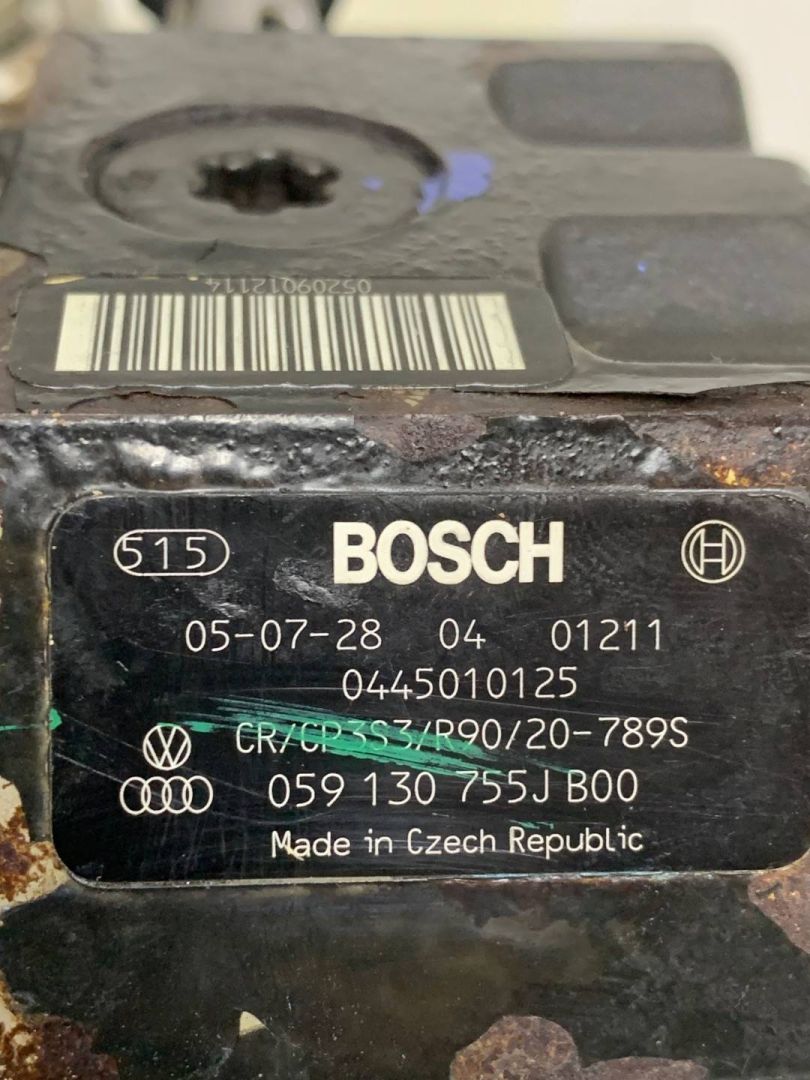 05209012114
515 BOSCH
05-07-28 04 01211
0445010125
CR/CP3S3/R90/20-789S
059 130 755J B00
Made in Czech Republic